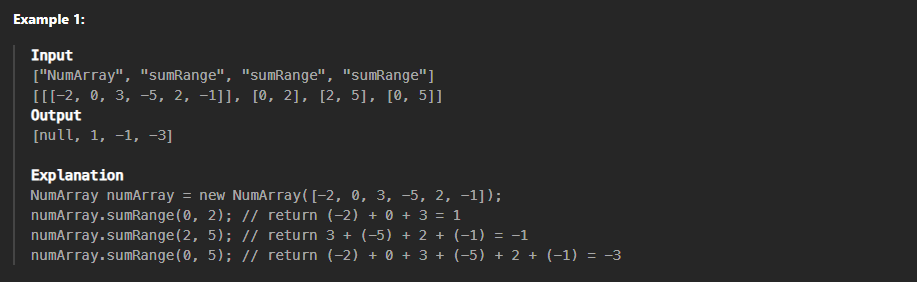 Example 1:
Input
["NumArray", "sumRange", "sumRange", "sumRange"]
[[[-2, 0, 3, -5, 2, -1]], [0, 2], [2, 5], [0, 5]]
Output
[null, 1, -1, -3]
Explanation
NumArray numArray = new NumArray([-2, 0, 3, -5, 2, -1]);
numArray.sumRange(0, 2); // return (-2) + 0 + 3 = 1
numArray.sumRange(2, 5); // return 3 + (-5) + 2 + (-1) = -1
numArray.sumRange(0, 5); // return (-2) + 0 + 3 + (-5) + 2 + (-1) = -3